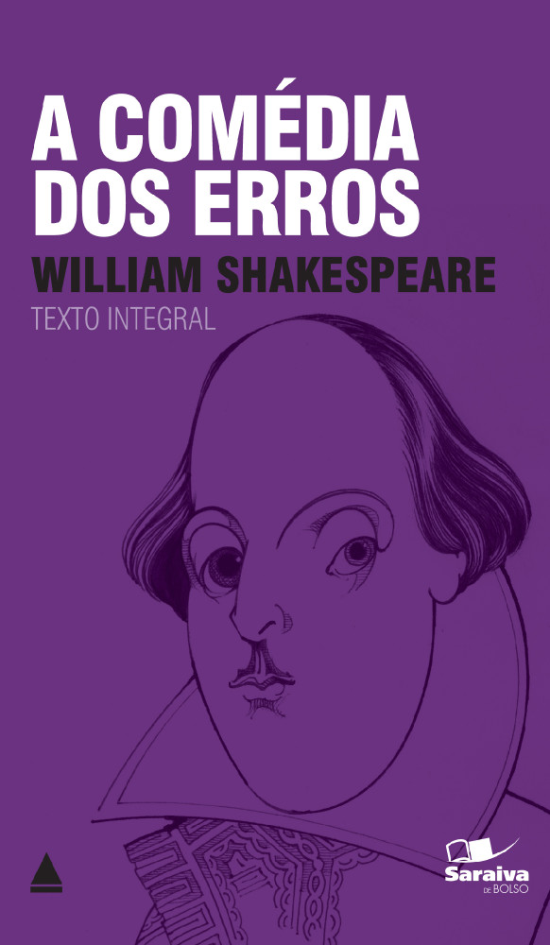 A COMÉDIA
DOS ERROS
WILLIAM SHAKESPEARE
TEXTO INTEGRAL
Saraiva
DE BOLSO